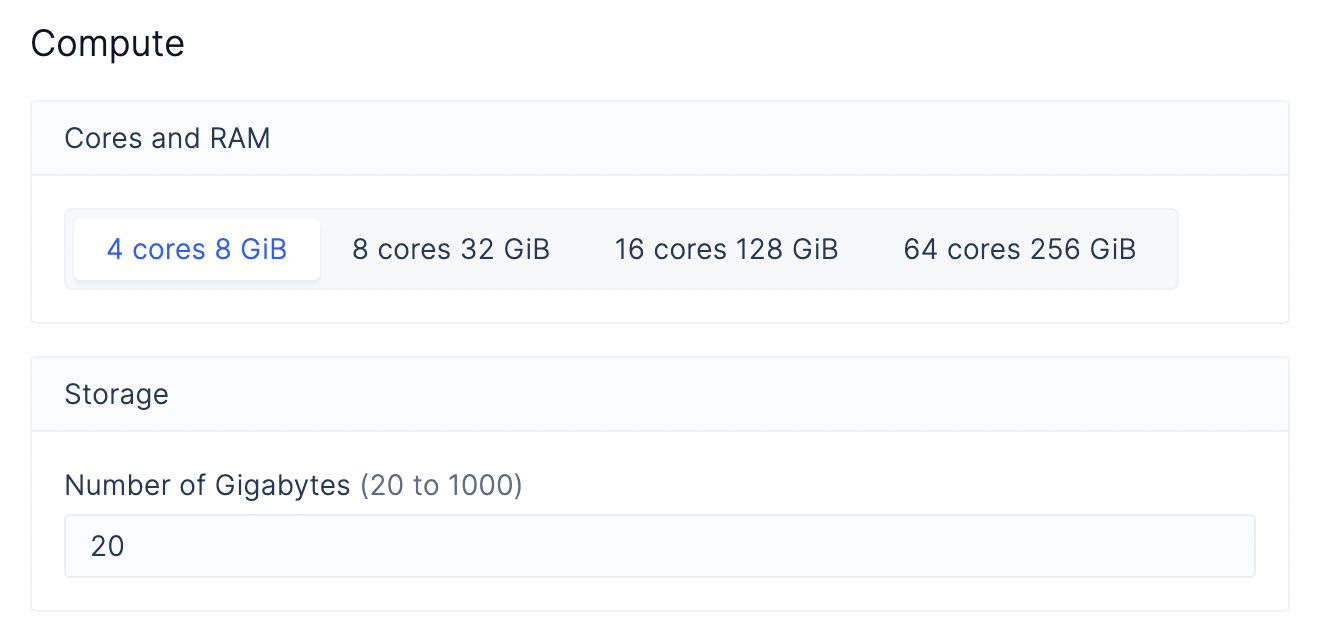 Compute
Cores and RAM
4 cores 8 GiB 8 cores 32 GiB 16 cores 128 GiB 64 cores 256 GiB
Storage
Number of Gigabytes (20 to 1000)
20